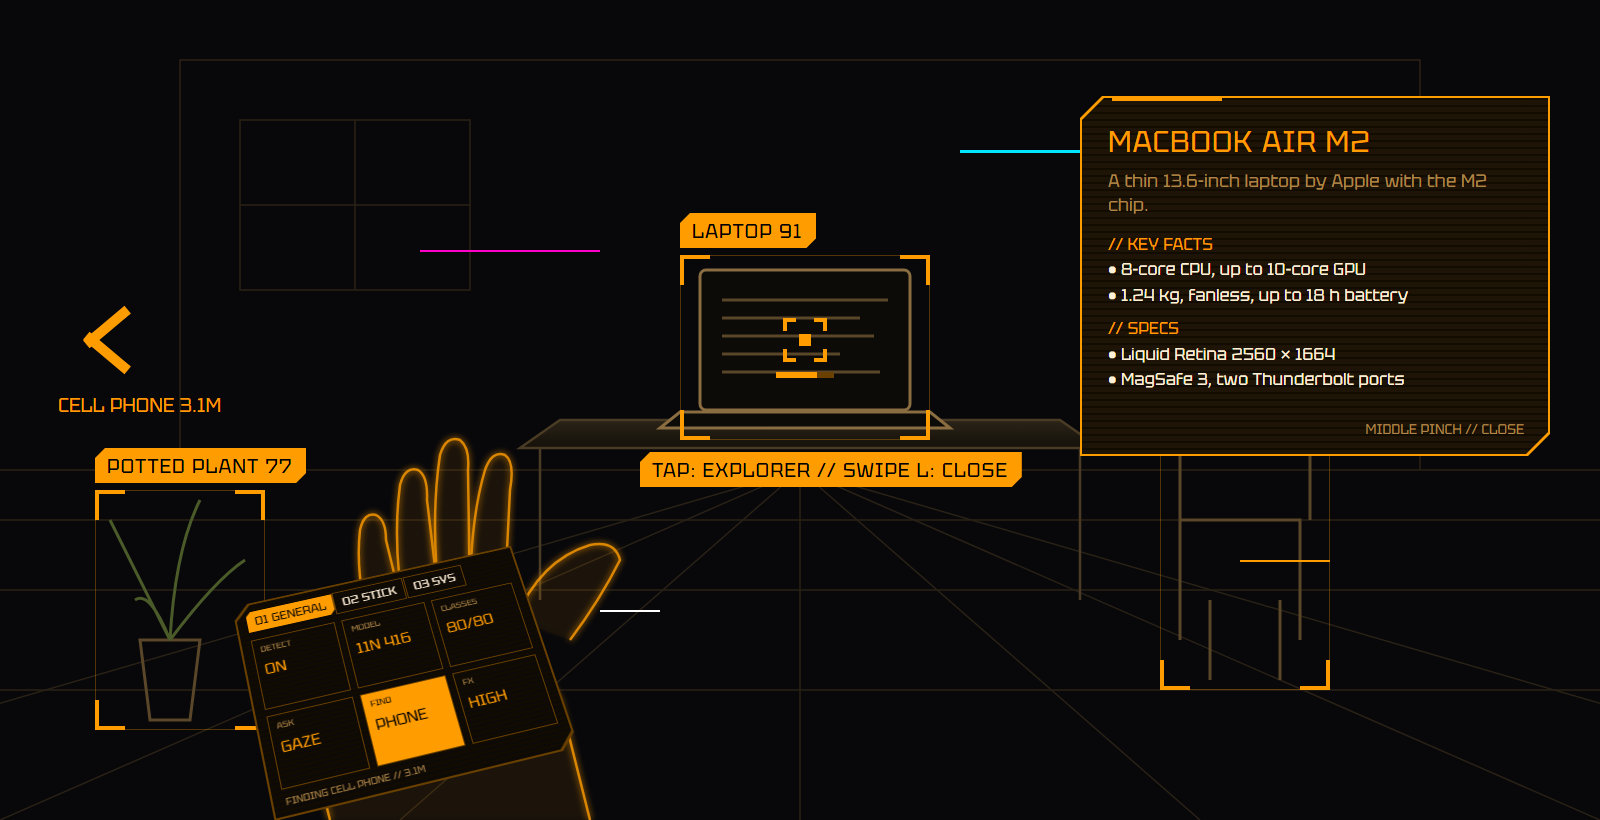 MACBOOK AIR M2
A thin 13.6-inch laptop by Apple with the M2
chip.
// KEY FACTS
• 8-core CPU, up to 10-core GPU
• 1.24 kg, fanless, up to 18 h battery
// SPECS
• Liquid Retina 2560 × 1664
• MagSafe 3, two Thunderbolt ports
MIDDLE PINCH // CLOSE
LAPTOP 91
TAP: EXPLORER // SWIPE L: CLOSE
CELL PHONE 3.1M
POTTED PLANT 77
01 GENERAL
02 STICK
03 SYS
DETECT
ON
MODEL
11N 416
CLASSES
80/80
ASK
GAZE
FIND
PHONE
FX
HIGH
FINDING CELL PHONE // 3.1M